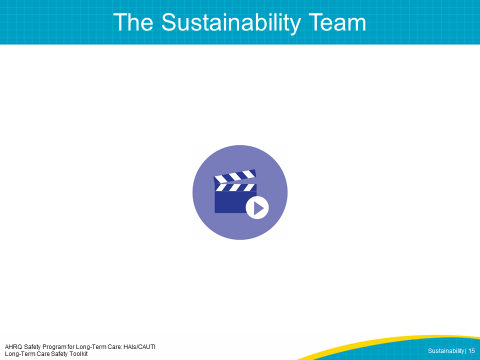 The Sustainability Team
AHRQ Safety Program for Long-Term Care: HAIs/CAUTI
Long-Term Care Safety Toolkit
Sustainability | 15